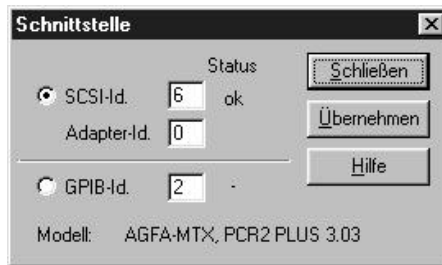 Schnittstelle
Status
SCSI-Id. 6 ok
Adapter-Id. 0
GPIB-Id. 2 -
Modell: AGFA-MTX, PCR2 PLUS 3.03
Schließen
Übernehmen
Hilfe